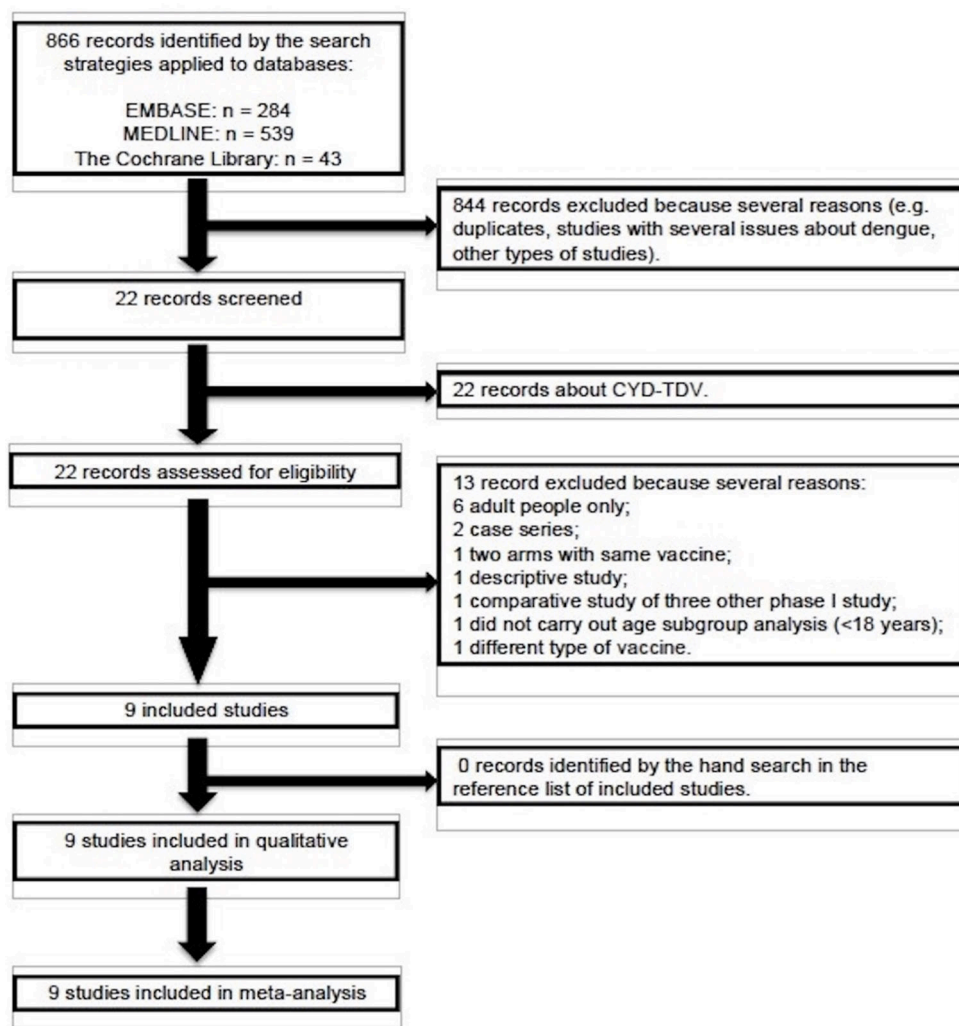 866 records identified by the search
strategies applied to databases:
EMBASE: n = 284
MEDLINE: n = 539
The Cochrane Library: n = 43
844 records excluded because several reasons (e.g.
duplicates, studies with several issues about dengue,
other types of studies).
22 records screened
22 records about CYD-TDV.
22 records assessed for eligibility
13 record excluded because several reasons:
6 adult people only;
2 case series;
1 two arms with same vaccine;
1 descriptive study;
1 comparative study of three other phase I study;
1 did not carry out age subgroup analysis (<18 years);
1 different type of vaccine.
9 included studies
0 records identified by the hand search in the
reference list of included studies.
9 studies included in qualitative
analysis
9 studies included in meta-analysis